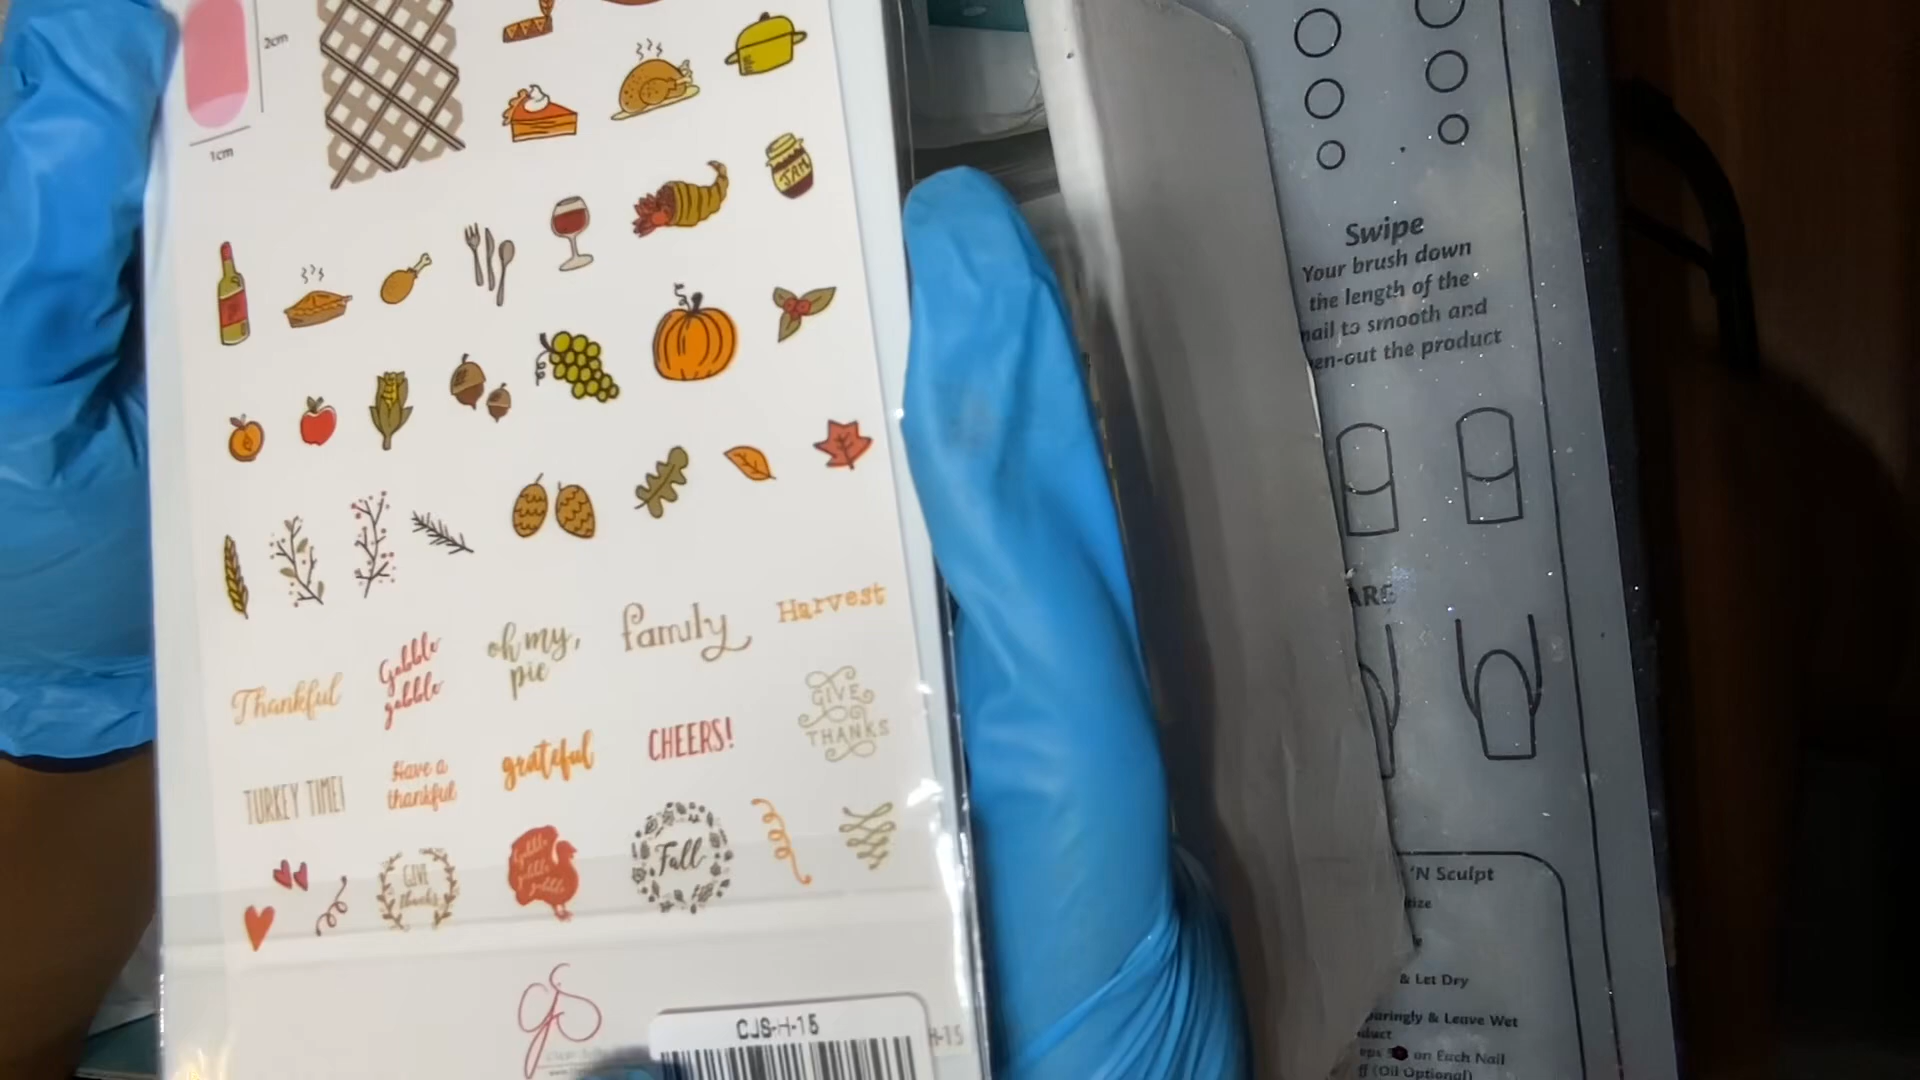 2cm
1cm
JAM
Thankful
Gobble
gobble
oh my,
pie
family
Harvest
TURKEY TIME!
Have a
thankful
grateful
CHEERS!
GIVE
THANKS
GIVE
thanks
Gobble
gobble
gobble
Fall
CJS-H-15
H-15
Swipe
Your brush down
the length of the
nail to smooth and
en-out the product
'N Sculpt
& Let Dry
& Leave Wet
on Each Nail
(Oil Optional)